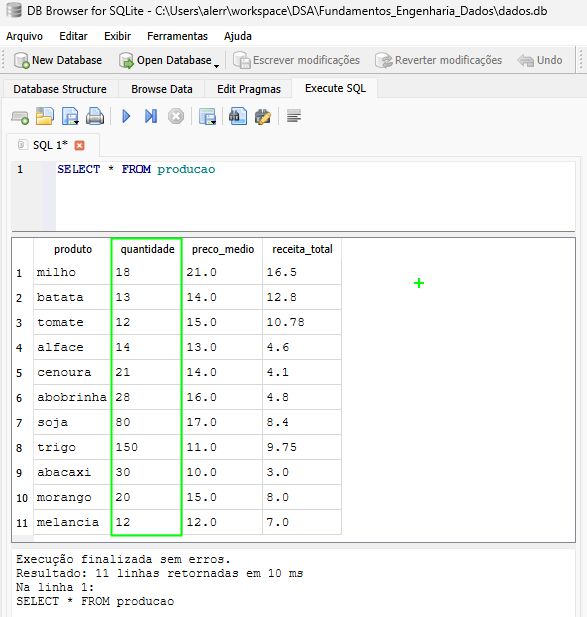 DB Browser for SQLite - C:\Users\alerr\workspace\DSA\Fundamentos_Engenharia_Dados\dados.db
Arquivo Editar Exibir Ferramentas Ajuda
New Database Open Database Escrever modificações Reverter modificações Undo
Database Structure Browse Data Edit Pragmas Execute SQL
SQL 1*
1 SELECT * FROM producao
produto quantidade preco_medio receita_total
1 milho 18 21.0 16.5
2 batata 13 14.0 12.8
3 tomate 12 15.0 10.78
4 alface 14 13.0 4.6
5 cenoura 21 14.0 4.1
6 abobrinha 28 16.0 4.8
7 soja 80 17.0 8.4
8 trigo 150 11.0 9.75
9 abacaxi 30 10.0 3.0
10 morango 20 15.0 8.0
11 melancia 12 12.0 7.0
Execução finalizada sem erros.
Resultado: 11 linhas retornadas em 10 ms
Na linha 1:
SELECT * FROM producao